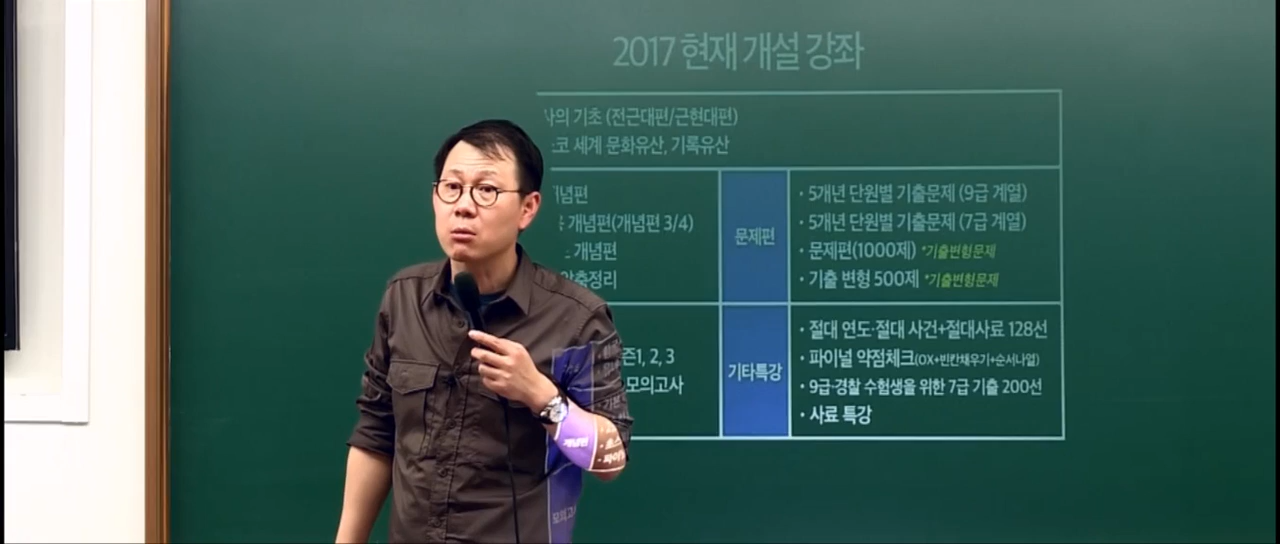 2017 현재 개설 강좌
사의 기초 (전근대편/근현대편)
코 세계 문화유산, 기록유산
개념편
개념편(개념편 3/4)
개념편
압축정리
문제편
· 5개년 단원별 기출문제 (9급 계열)
· 5개년 단원별 기출문제 (7급 계열)
· 문제편(1000제) *기출변형문제
· 기출 변형 500제 *기출변형문제
즌1, 2, 3
모의고사
기타특강
· 절대 연도·절대 사건+절대사료 128선
· 파이널 약점체크(OX+빈칸채우기+순서나열)
· 9급·경찰 수험생을 위한 7급 기출 200선
· 사료 특강
개념편
모의고사